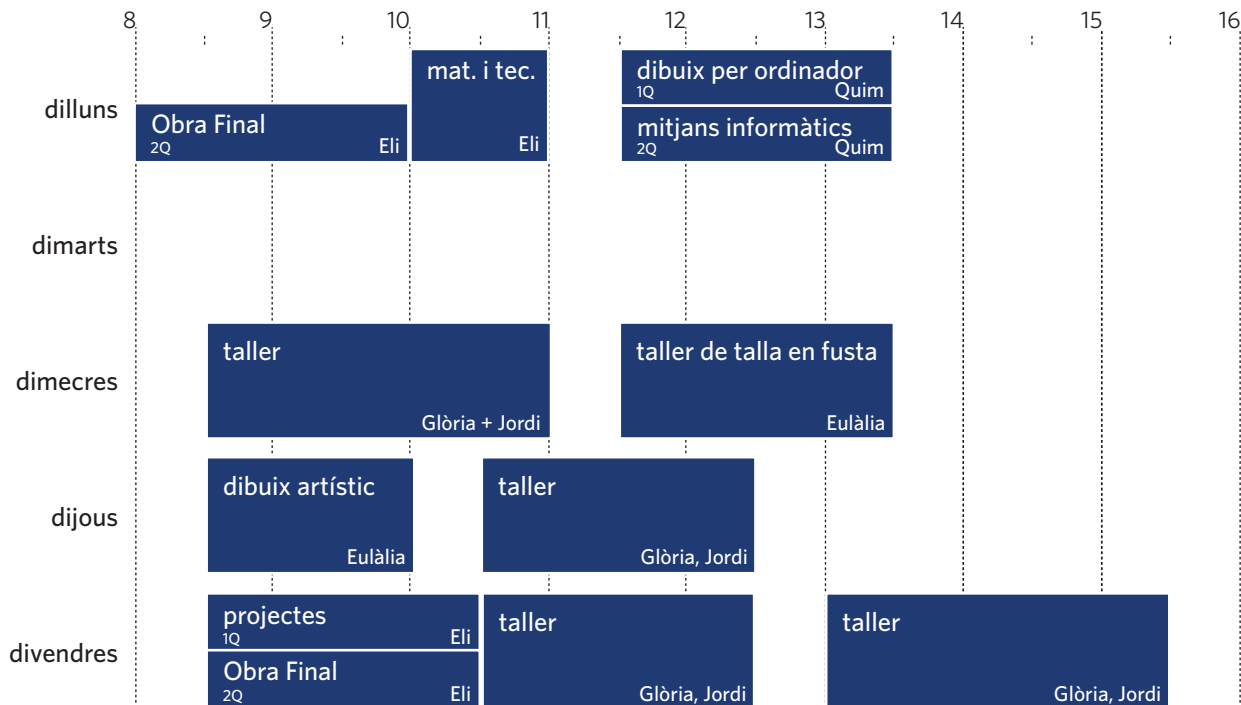 8 9 10 11 12 13 14 15 16
dilluns
Obra Final
2Q Eli
mat. i tec.
Eli
dibuix per ordinador
1Q Quim
mitjans informàtics
2Q Quim
dimarts
dimecres
taller
Glòria + Jordi
taller de talla en fusta
Eulàlia
dijous
dibuix artístic
Eulàlia
taller
Glòria, Jordi
divendres
projectes
1Q Eli
Obra Final
2Q Eli
taller
Glòria, Jordi
taller
Glòria, Jordi